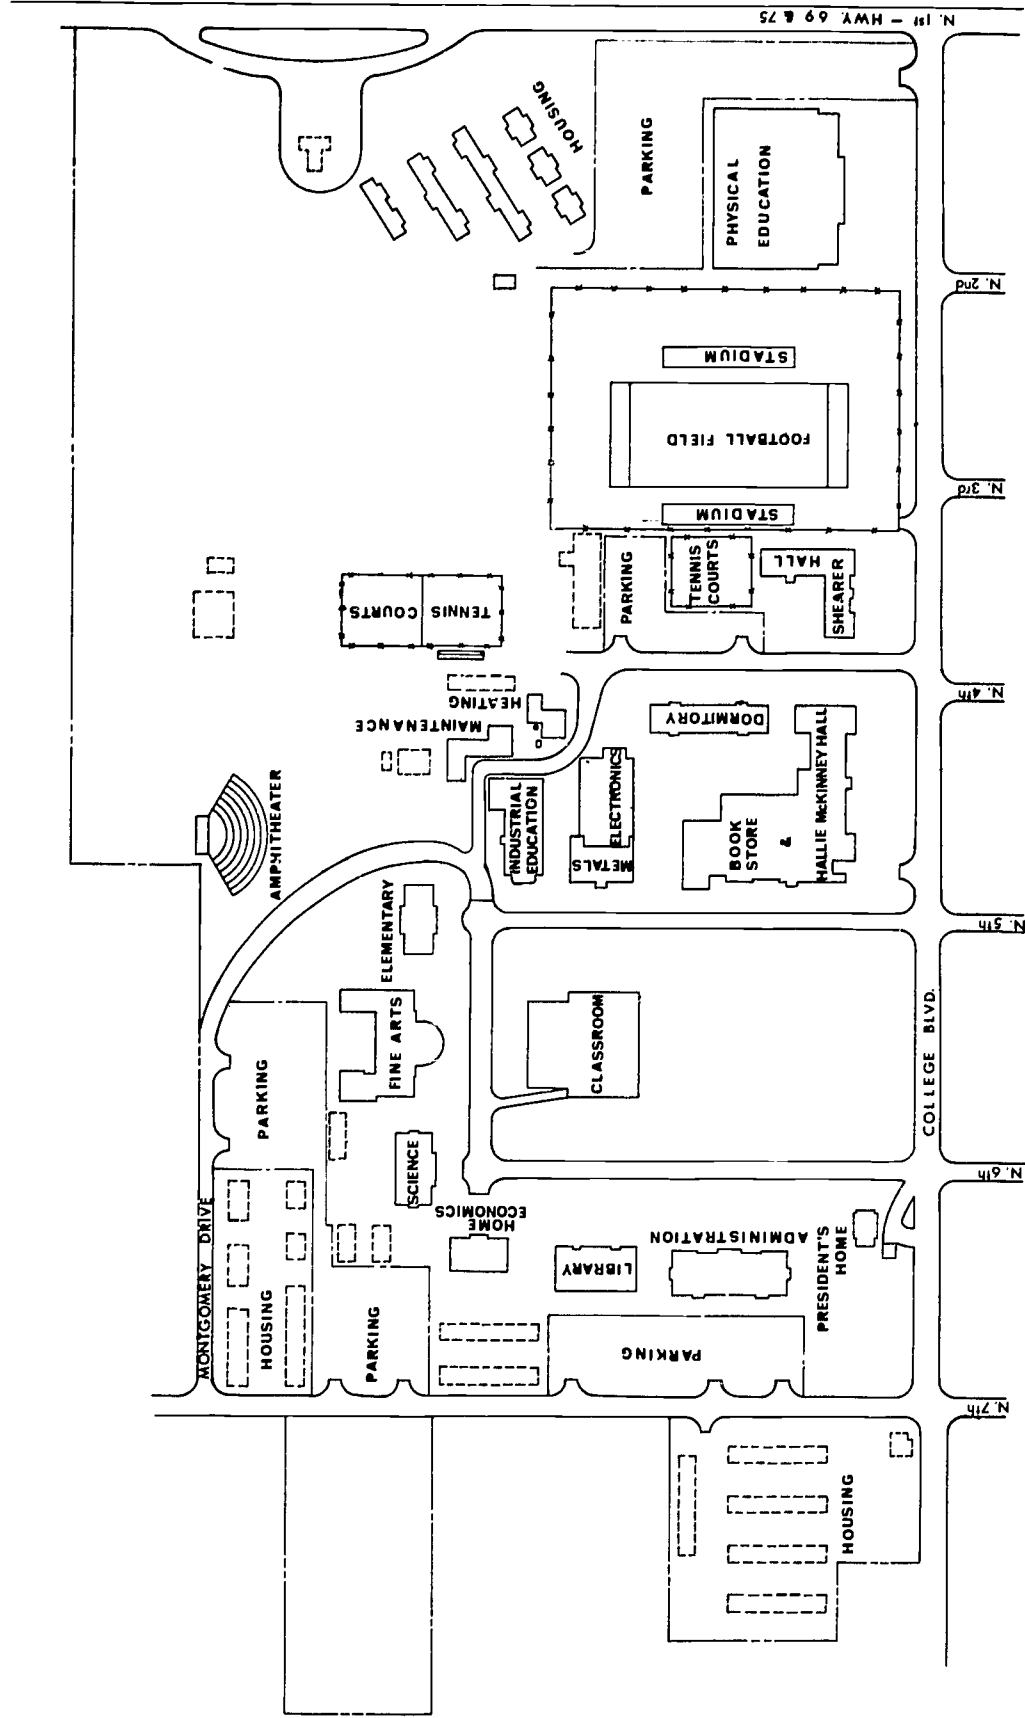 N. 1st — HWY. 69 & 75
HOUSING
PARKING
PHYSICAL
EDUCATION
N. 2nd
STADIUM
FOOTBALL FIELD
N. 3rd
STADIUM
PARKING
TENNIS
COURTS
HALL
SHEARER
TENNIS
COURTS
HEATING
MAINTENANCE
N. 4th
DORMITORY
AMPHITHEATER
INDUSTRIAL
EDUCATION
ELECTRONICS
METALS
BOOK
STORE
&
HALLIE McKINNEY HALL
ELEMENTARY
N. 5th
FINE ARTS
CLASSROOM
COLLEGE BLVD.
PARKING
SCIENCE
N. 6th
HOME
ECONOMICS
MONTGOMERY DRIVE
HOUSING
LIBRARY
ADMINISTRATION
PRESIDENT'S
HOME
PARKING
PARKING
N. 7th
HOUSING